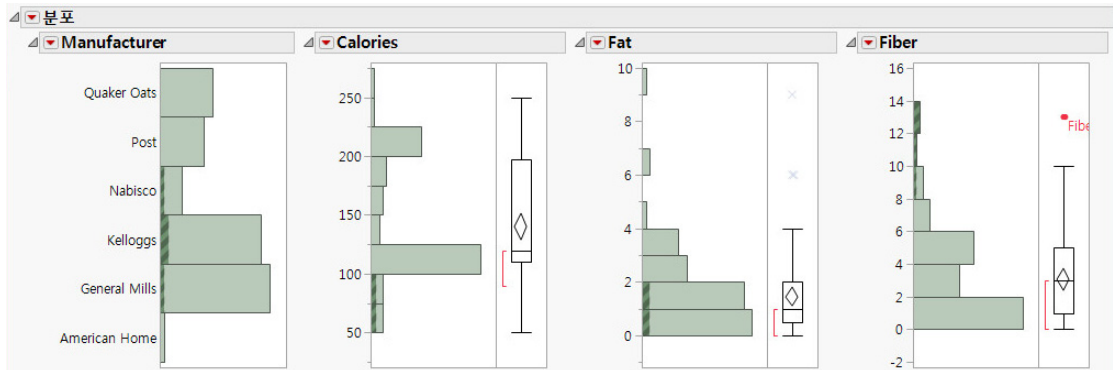 분포
Manufacturer
Quaker Oats
Post
Nabisco
Kelloggs
General Mills
American Home
Calories
250
200
150
100
50
Fat
10
8
6
4
2
0
Fiber
16
14
12
10
8
6
4
2
0
-2
Fibe